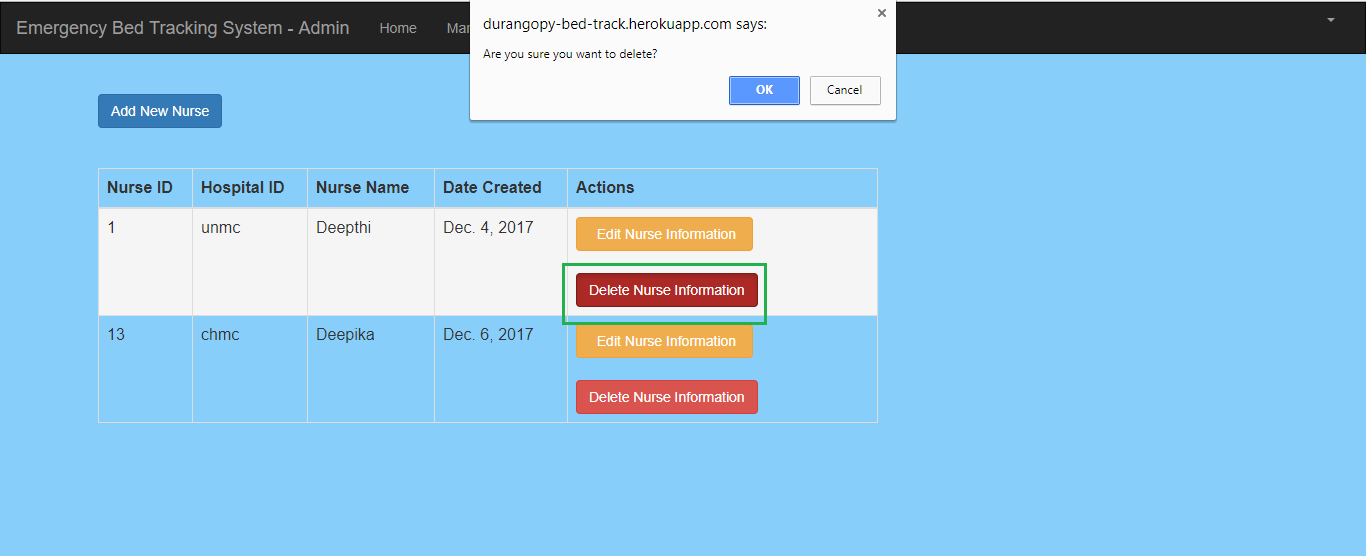 durangopy-bed-track.herokuapp.com says:
Are you sure you want to delete?
OK Cancel
Emergency Bed Tracking System - Admin Home
Add New Nurse
Nurse ID Hospital ID Nurse Name Date Created Actions
1 unmc Deepthi Dec. 4, 2017 Edit Nurse Information
Delete Nurse Information
13 chmc Deepika Dec. 6, 2017 Edit Nurse Information
Delete Nurse Information